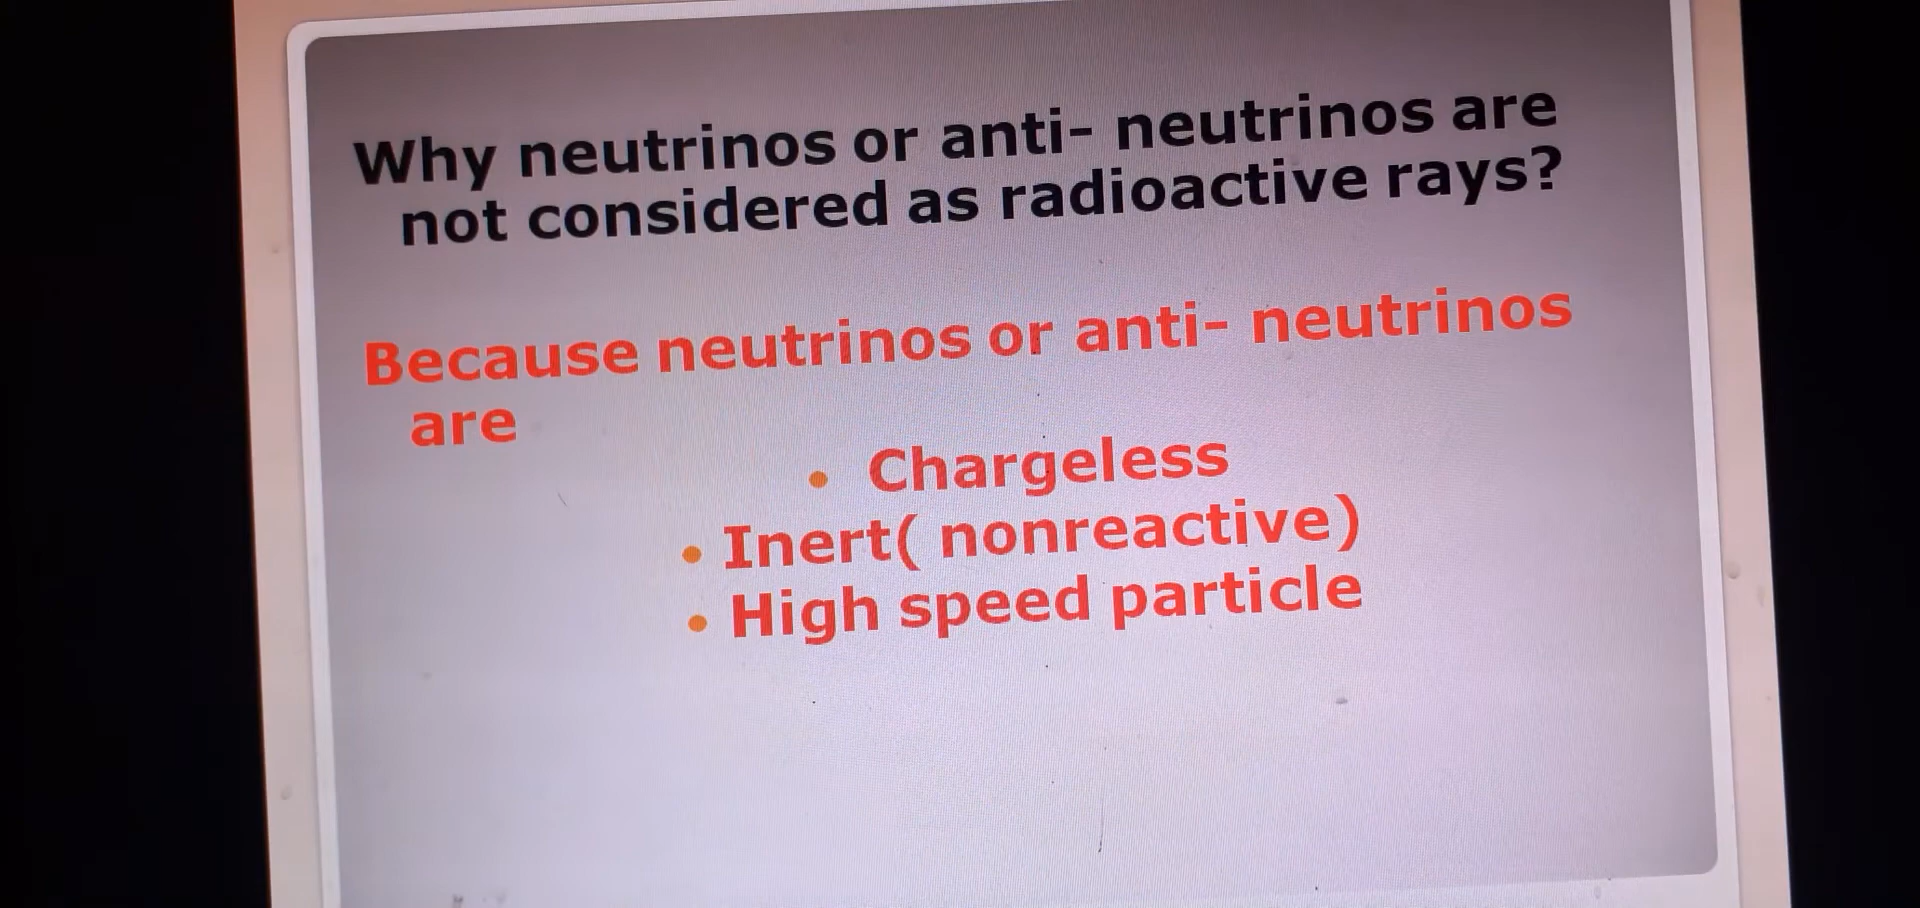 Why neutrinos or anti- neutrinos are
not considered as radioactive rays?
Because neutrinos or anti- neutrinos
are
• Chargeless
• Inert( nonreactive)
• High speed particle